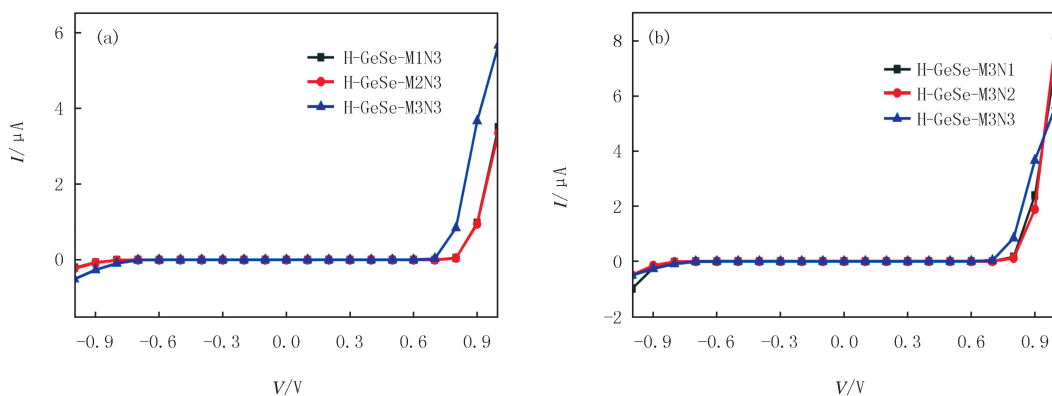 (a)
H-GeSe-M1N3
H-GeSe-M2N3
H-GeSe-M3N3
6
4
2
0
I/ μA
-0.9 -0.6 -0.3 0.0 0.3 0.6 0.9
V/V
(b)
H-GeSe-M3N1
H-GeSe-M3N2
H-GeSe-M3N3
8
6
4
2
0
-2
I/ μA
-0.9 -0.6 -0.3 0.0 0.3 0.6 0.9
V/V